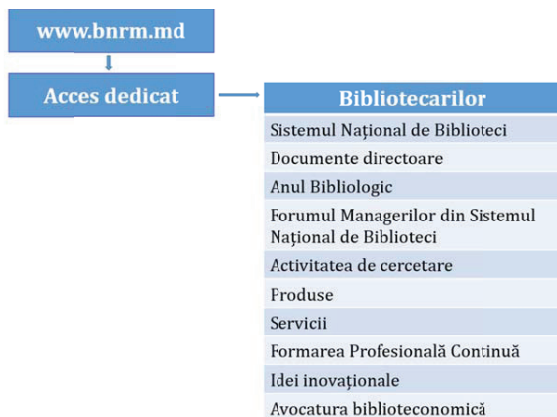 www.bnrm.md
Acces dedicat
Bibliotecarilor
Sistemul Național de Biblioteci
Documente directoare
Anul Bibliologic
Forumul Managerilor din Sistemul
Național de Biblioteci
Activitatea de cercetare
Produse
Servicii
Formarea Profesională Continuă
Idei inovaționale
Avocatura biblioteconomică